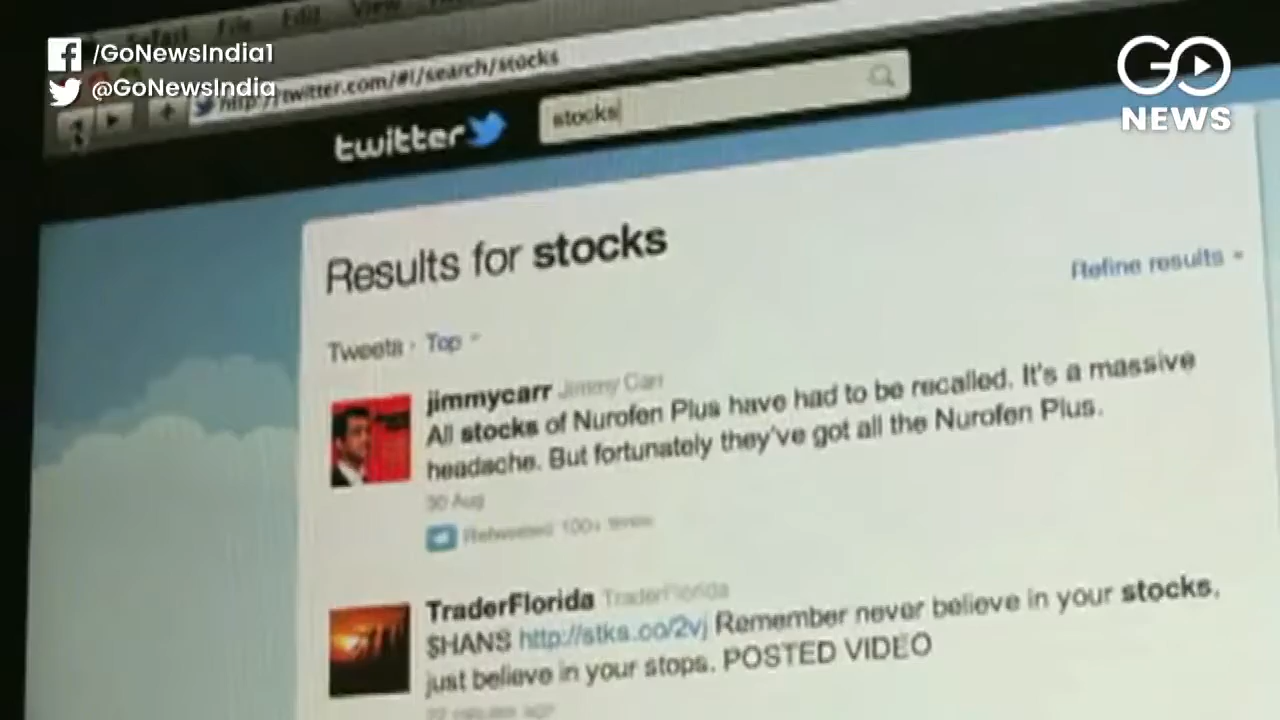 /GoNewsIndia1
@GoNewsIndia
GO
NEWS
File Edit View
http://twitter.com/#!/search/stocks
twitter
stocks
Results for stocks
Refine results
Tweets · Top
jimmycarr Jimmy Carr
All stocks of Nurofen Plus have had to be recalled. It's a massive
headache. But fortunately they've got all the Nurofen Plus.
30 Aug
Retweeted 100+ times
TraderFlorida TraderFlorida
$HANS http://stks.co/2vj Remember never believe in your stocks,
just believe in your stops. POSTED VIDEO